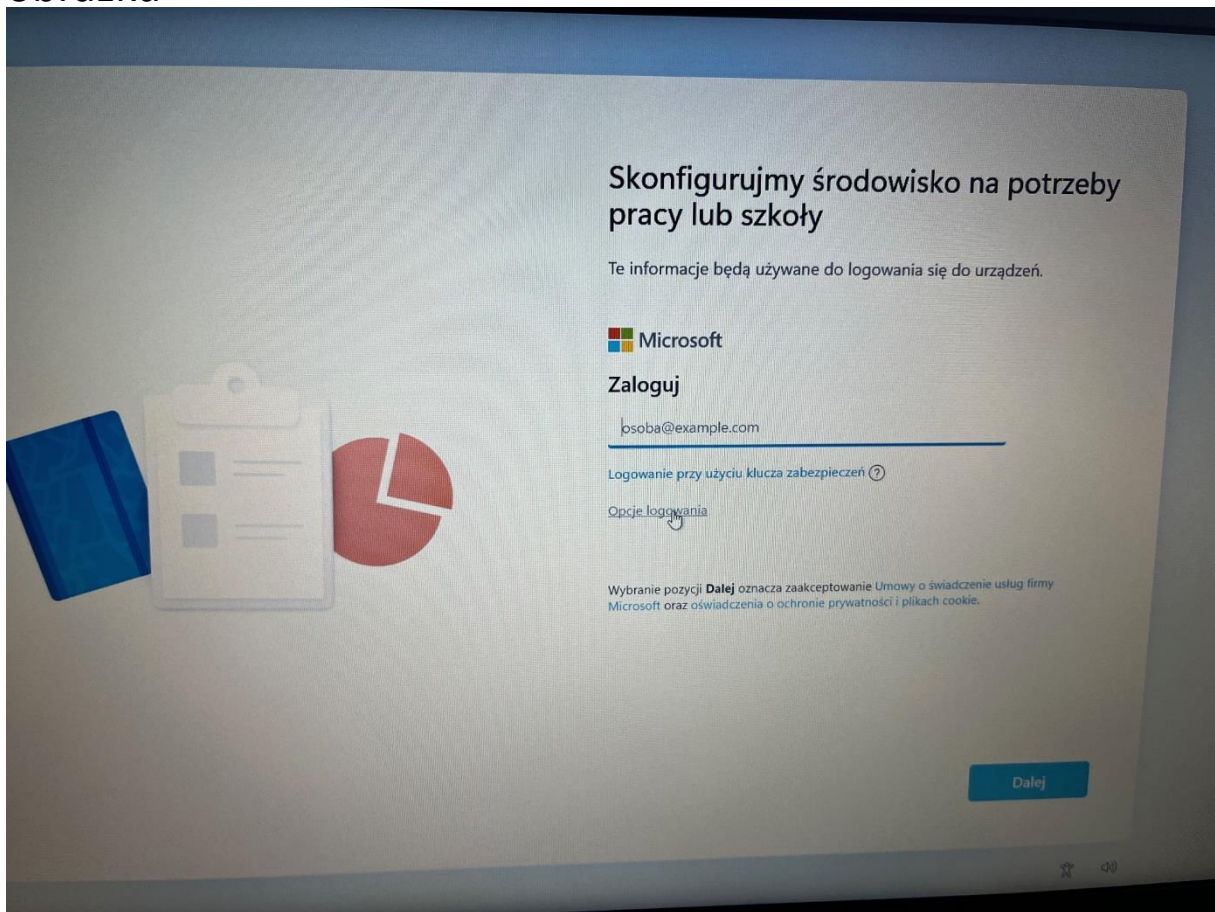 Skonfigurujmy środowisko na potrzeby
pracy lub szkoły
Te informacje będą używane do logowania się do urządzeń.
Microsoft
Zaloguj
osoba@example.com
Logowanie przy użyciu klucza zabezpieczeń ?
Opcje logowania
Wybranie pozycji Dalej oznacza zaakceptowanie Umowy o świadczenie usług firmy
Microsoft oraz oświadczenia o ochronie prywatności i plikach cookie.
Dalej